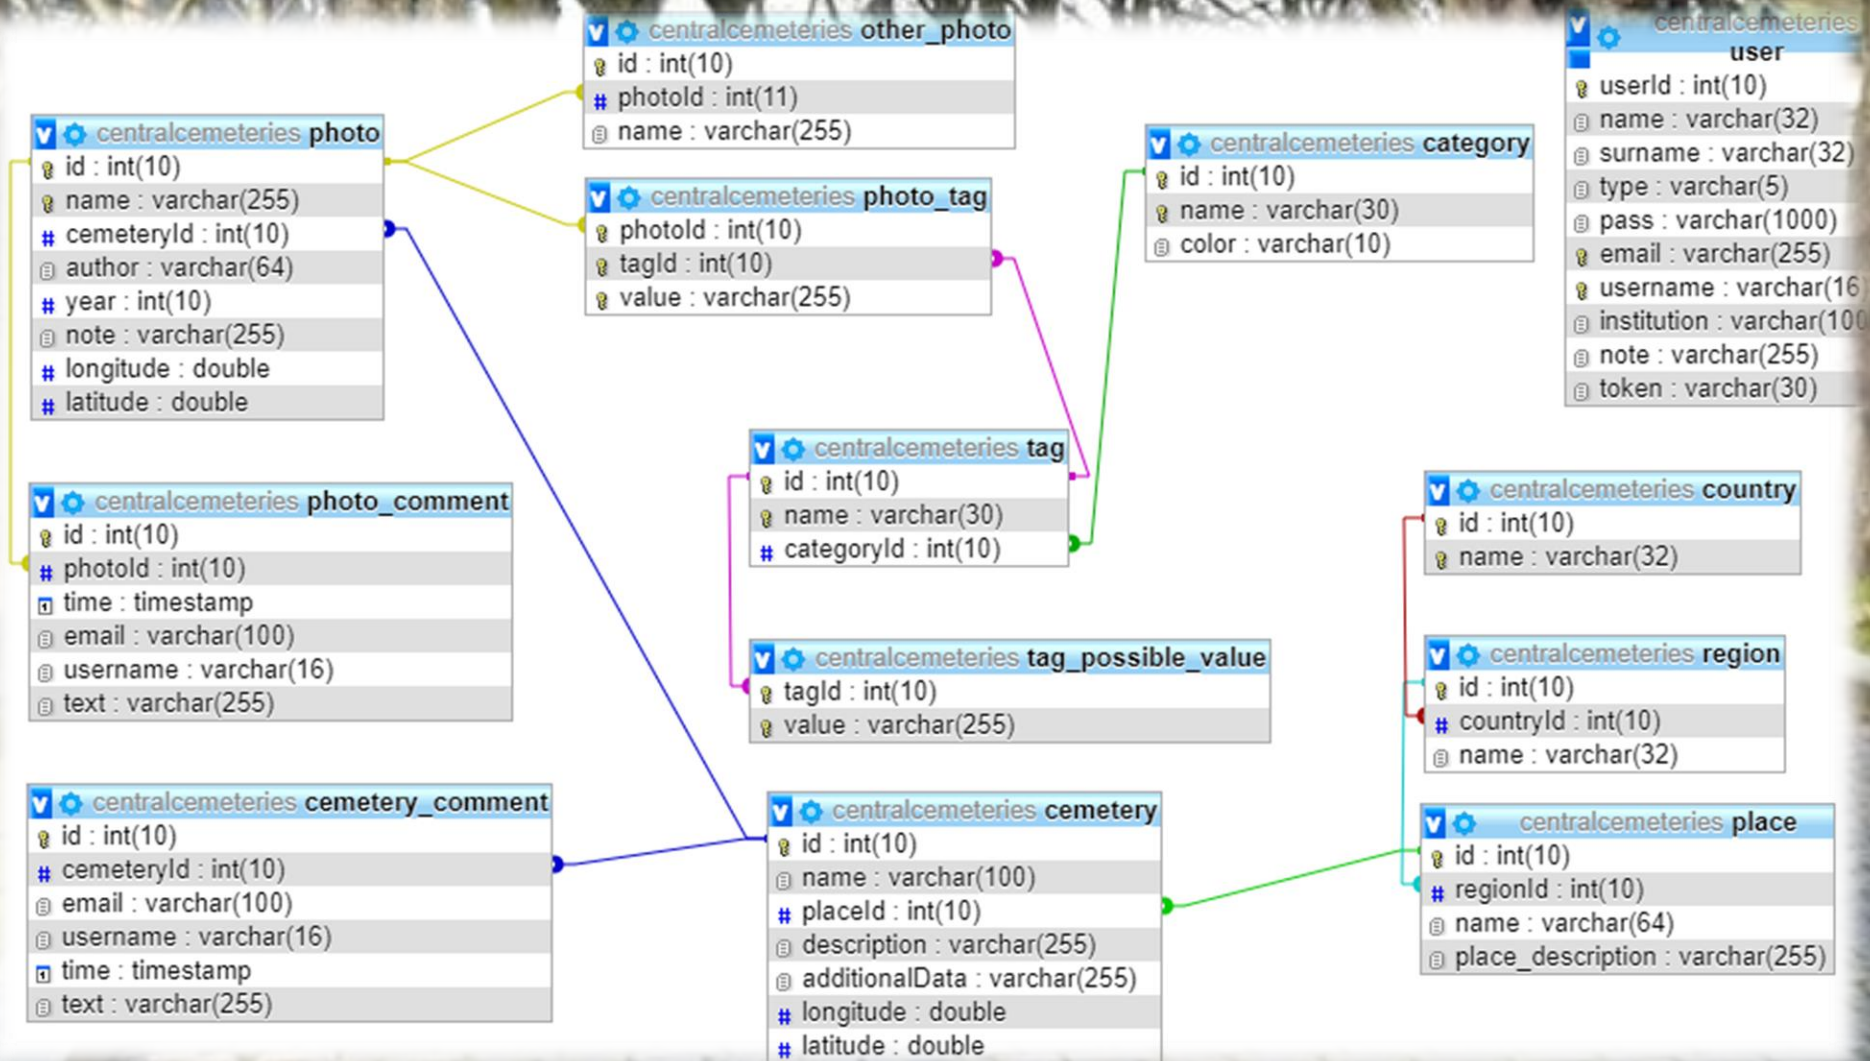 centralcemeteries other_photo
id : int(10)
photoId : int(11)
name : varchar(255)
centralcemeteries
user
userId : int(10)
name : varchar(32)
surname : varchar(32)
type : varchar(5)
pass : varchar(1000)
email : varchar(255)
username : varchar(16)
institution : varchar(100
note : varchar(255)
token : varchar(30)
centralcemeteries photo
id : int(10)
name : varchar(255)
cemeteryId : int(10)
author : varchar(64)
year : int(10)
note : varchar(255)
longitude : double
latitude : double
centralcemeteries category
id : int(10)
name : varchar(30)
color : varchar(10)
centralcemeteries photo_tag
photoId : int(10)
tagId : int(10)
value : varchar(255)
centralcemeteries tag
id : int(10)
name : varchar(30)
categoryId : int(10)
centralcemeteries country
id : int(10)
name : varchar(32)
centralcemeteries photo_comment
id : int(10)
photoId : int(10)
time : timestamp
email : varchar(100)
username : varchar(16)
text : varchar(255)
centralcemeteries tag_possible_value
tagId : int(10)
value : varchar(255)
centralcemeteries region
id : int(10)
countryId : int(10)
name : varchar(32)
centralcemeteries cemetery_comment
id : int(10)
cemeteryId : int(10)
email : varchar(100)
username : varchar(16)
time : timestamp
text : varchar(255)
centralcemeteries cemetery
id : int(10)
name : varchar(100)
placeId : int(10)
description : varchar(255)
additionalData : varchar(255)
longitude : double
latitude : double
centralcemeteries place
id : int(10)
regionId : int(10)
name : varchar(64)
place_description : varchar(255)